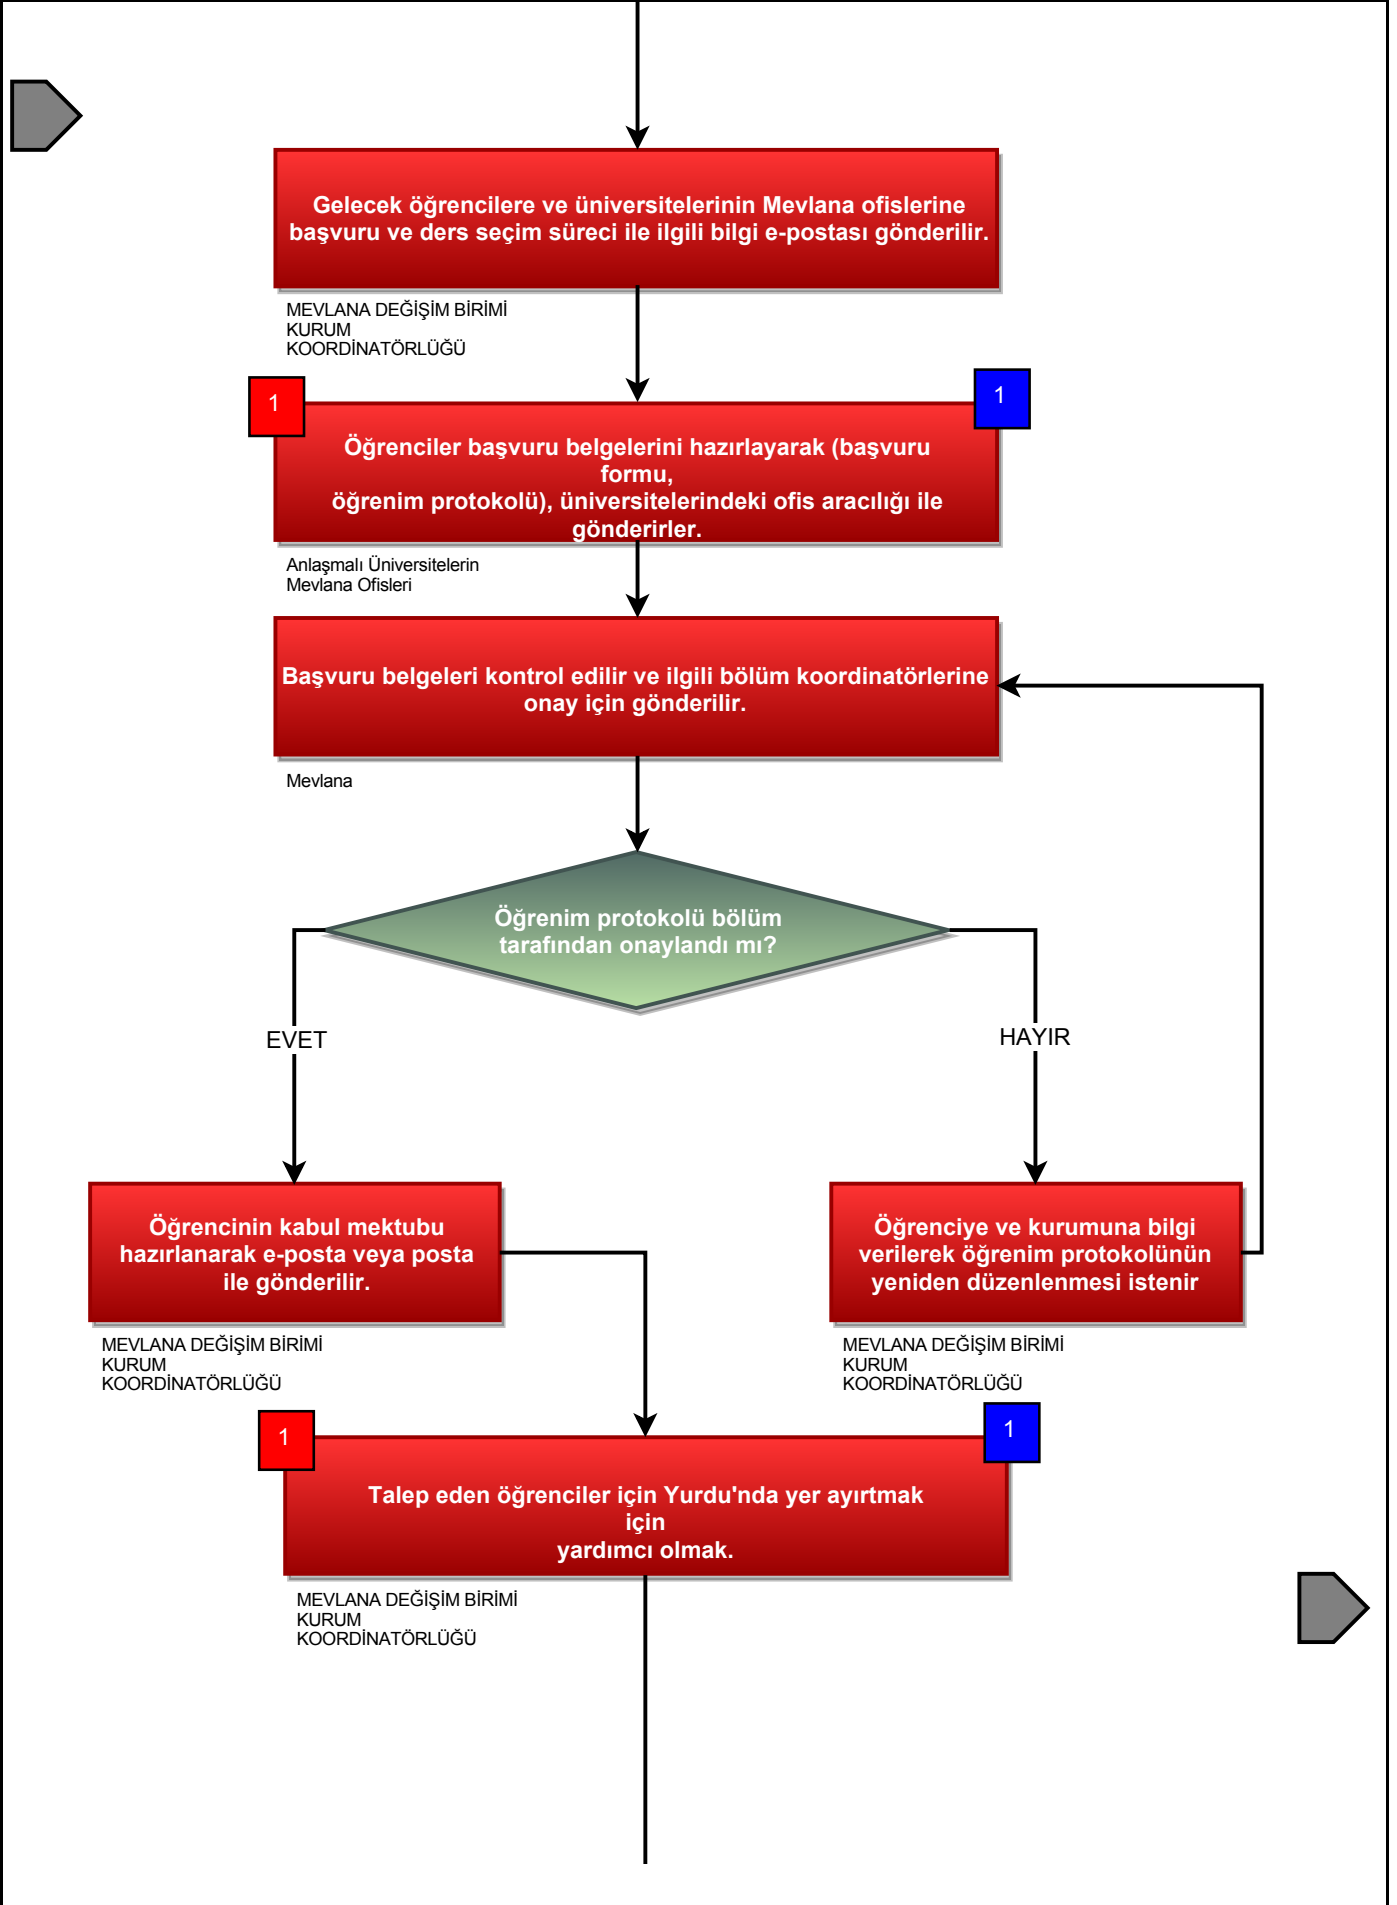 Gelecek öğrencilere ve üniversitelerinin Mevlana ofislerine
başvuru ve ders seçim süreci ile ilgili bilgi e-postası gönderilir.
MEVLANA DEĞİŞİM BİRİMİ
KURUM
KOORDİNATÖRLÜĞÜ
1
1
Öğrenciler başvuru belgelerini hazırlayarak (başvuru
formu,
öğrenim protokolü), üniversitelerindeki ofis aracılığı ile
gönderirler.
Anlaşmalı Üniversitelerin
Mevlana Ofisleri
Başvuru belgeleri kontrol edilir ve ilgili bölüm koordinatörlerine
onay için gönderilir.
Mevlana
Öğrenim protokolü bölüm
tarafından onaylandı mı?
EVET
HAYIR
Öğrencinin kabul mektubu
hazırlanarak e-posta veya posta
ile gönderilir.
MEVLANA DEĞİŞİM BİRİMİ
KURUM
KOORDİNATÖRLÜĞÜ
Öğrenciye ve kurumuna bilgi
verilerek öğrenim protokolünün
yeniden düzenlenmesi istenir
MEVLANA DEĞİŞİM BİRİMİ
KURUM
KOORDİNATÖRLÜĞÜ
1
1
Talep eden öğrenciler için Yurdu'nda yer ayırtmak
için
yardımcı olmak.
MEVLANA DEĞİŞİM BİRİMİ
KURUM
KOORDİNATÖRLÜĞÜ